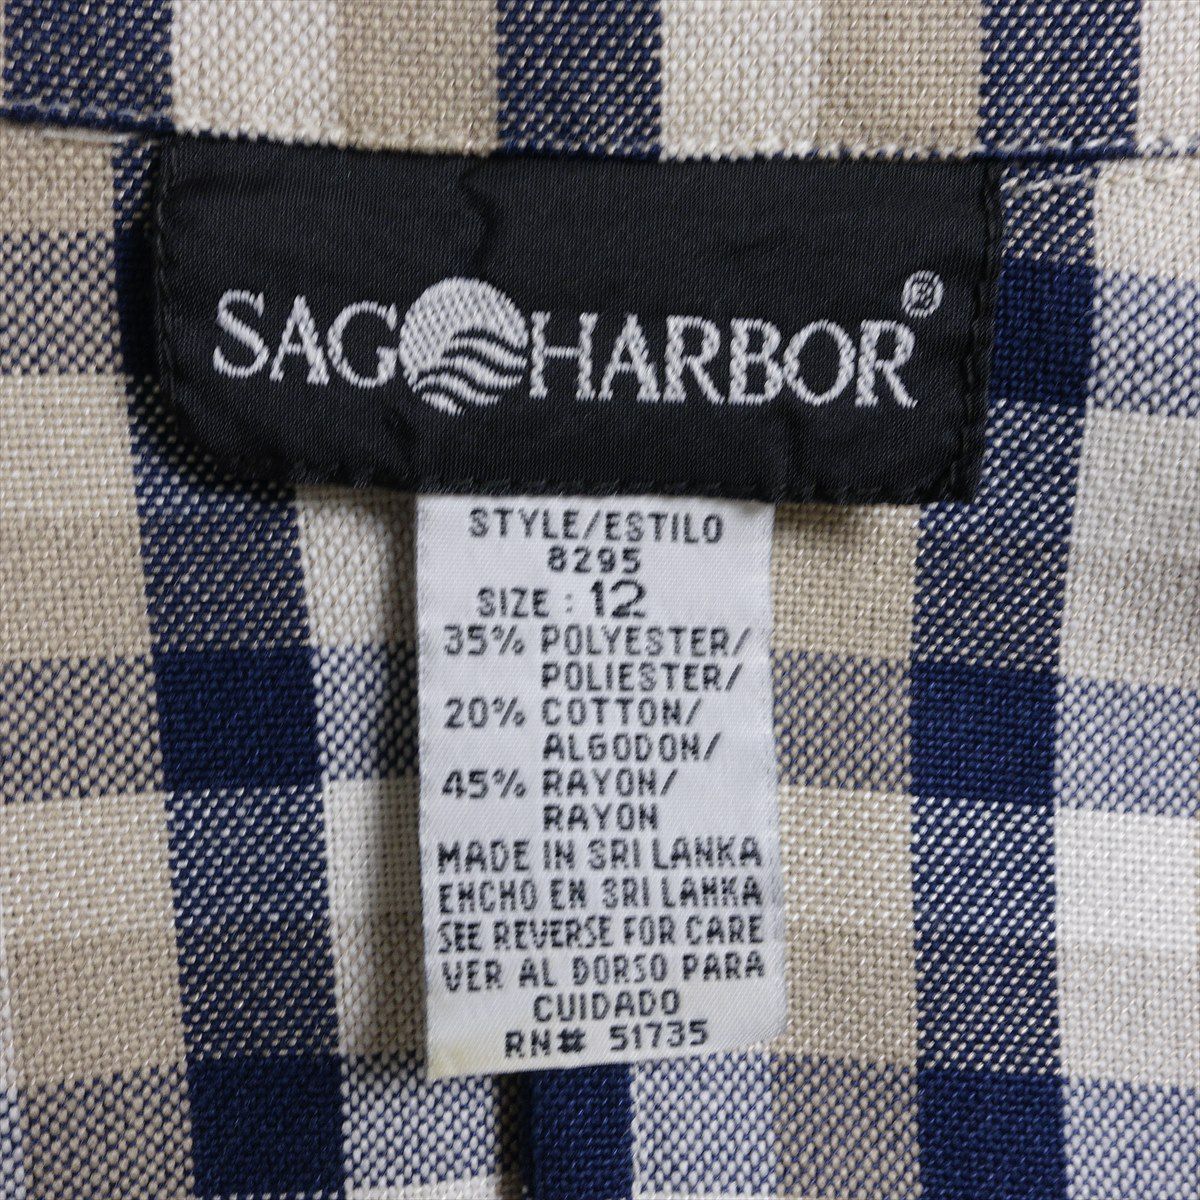 SAG HARBOR®
STYLE/ESTILO
8295
SIZE: 12
35% POLYESTER/
POLIESTER/
20% COTTON/
ALGODON/
45% RAYON/
RAYON
MADE IN SRI LANKA
ENCHO EN SRI LANKA
SEE REVERSE FOR CARE
VER AL DORSO PARA
CUIDADO
RN# 51735